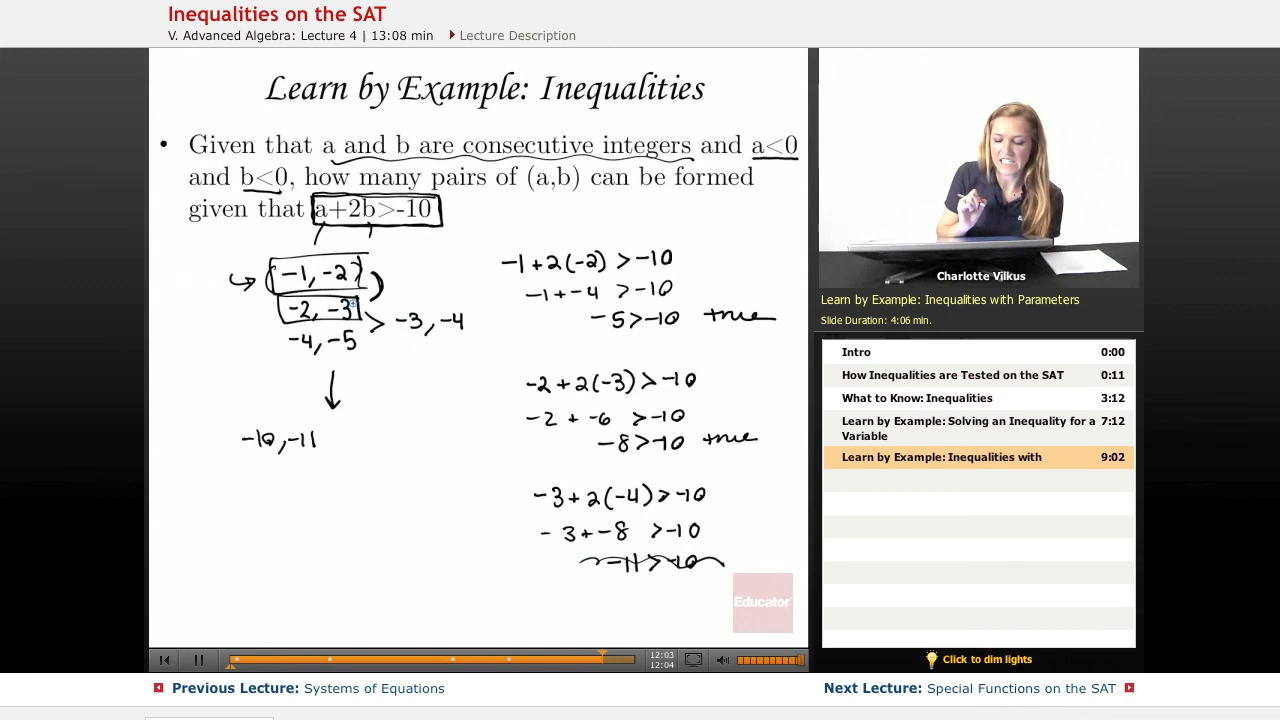 Inequalities on the SAT
V. Advanced Algebra: Lecture 4 | 13:08 min
Lecture Description
Learn by Example: Inequalities
• Given that a and b are consecutive integers and a<0
and b<0, how many pairs of (a,b) can be formed
given that a+2b>-10
(-1, -2)
-2, -3
> -3, -4
-4, -5
-10, -11
-1 + 2(-2) > -10
-1 + -4 > -10
-5 > -10 true
-2 + 2(-3) > -10
-2 + -6 > -10
-8 > -10 true
-3 + 2(-4) > -10
-3 + -8 > -10
-11 > -10
Educator
Charlotte Vilkus
Learn by Example: Inequalities with Parameters
Slide Duration: 4:06 min.
Intro 0:00
How Inequalities are Tested on the SAT 0:11
What to Know: Inequalities 3:12
Learn by Example: Solving an Inequality for a 7:12
Variable
Learn by Example: Inequalities with 9:02
12:03
12:04
Click to dim lights
Previous Lecture: Systems of Equations
Next Lecture: Special Functions on the SAT